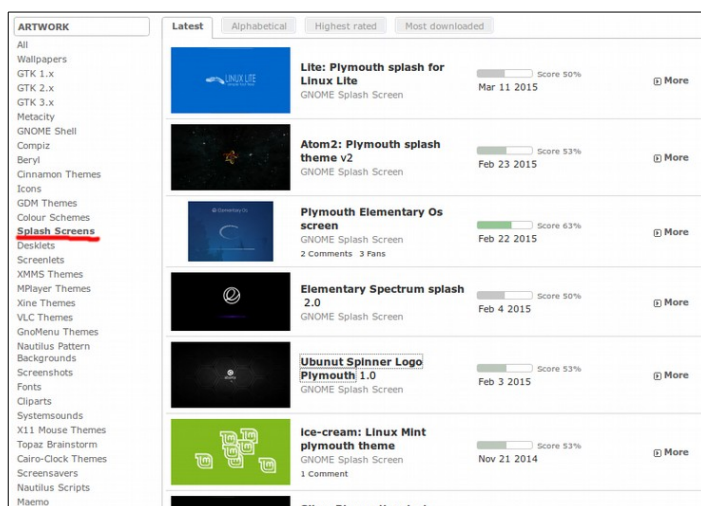 ARTWORK
All
Wallpapers
GTK 1.x
GTK 2.x
GTK 3.x
Metacity
GNOME Shell
Compiz
Beryl
Cinnamon Themes
Icons
GDM Themes
Colour Schemes
Splash Screens
Desklets
Screenlets
XMMS Themes
MPlayer Themes
Xine Themes
VLC Themes
GnoMenu Themes
Nautilus Pattern
Backgrounds
Screenshots
Fonts
Cliparts
Systemsounds
X11 Mouse Themes
Topaz Brainstorm
Cairo-Clock Themes
Screensavers
Nautilus Scripts
Maemo
Latest
Alphabetical
Highest rated
Most downloaded
LINUX LITE
Lite: Plymouth splash for
Linux Lite
GNOME Splash Screen
Score 50%
Mar 11 2015
More
Atom2: Plymouth splash
theme v2
GNOME Splash Screen
Score 53%
Feb 23 2015
More
Elementary Os
Plymouth Elementary Os
screen
GNOME Splash Screen
2 Comments 3 Fans
Score 63%
Feb 22 2015
More
Elementary Spectrum splash
2.0
GNOME Splash Screen
Score 50%
Feb 4 2015
More
Ubunut Spinner Logo
Plymouth 1.0
GNOME Splash Screen
Score 53%
Feb 3 2015
More
ice-cream: Linux Mint
plymouth theme
GNOME Splash Screen
1 Comment
Score 53%
Nov 21 2014
More